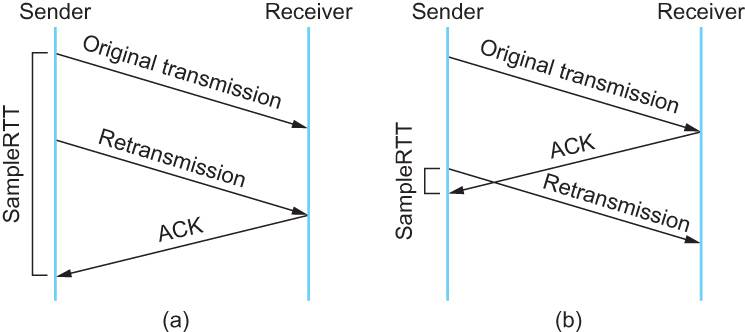 Sender
Receiver
Original transmission
Retransmission
ACK
SampleRTT
(a)
Sender
Receiver
Original transmission
ACK
Retransmission
SampleRTT
(b)